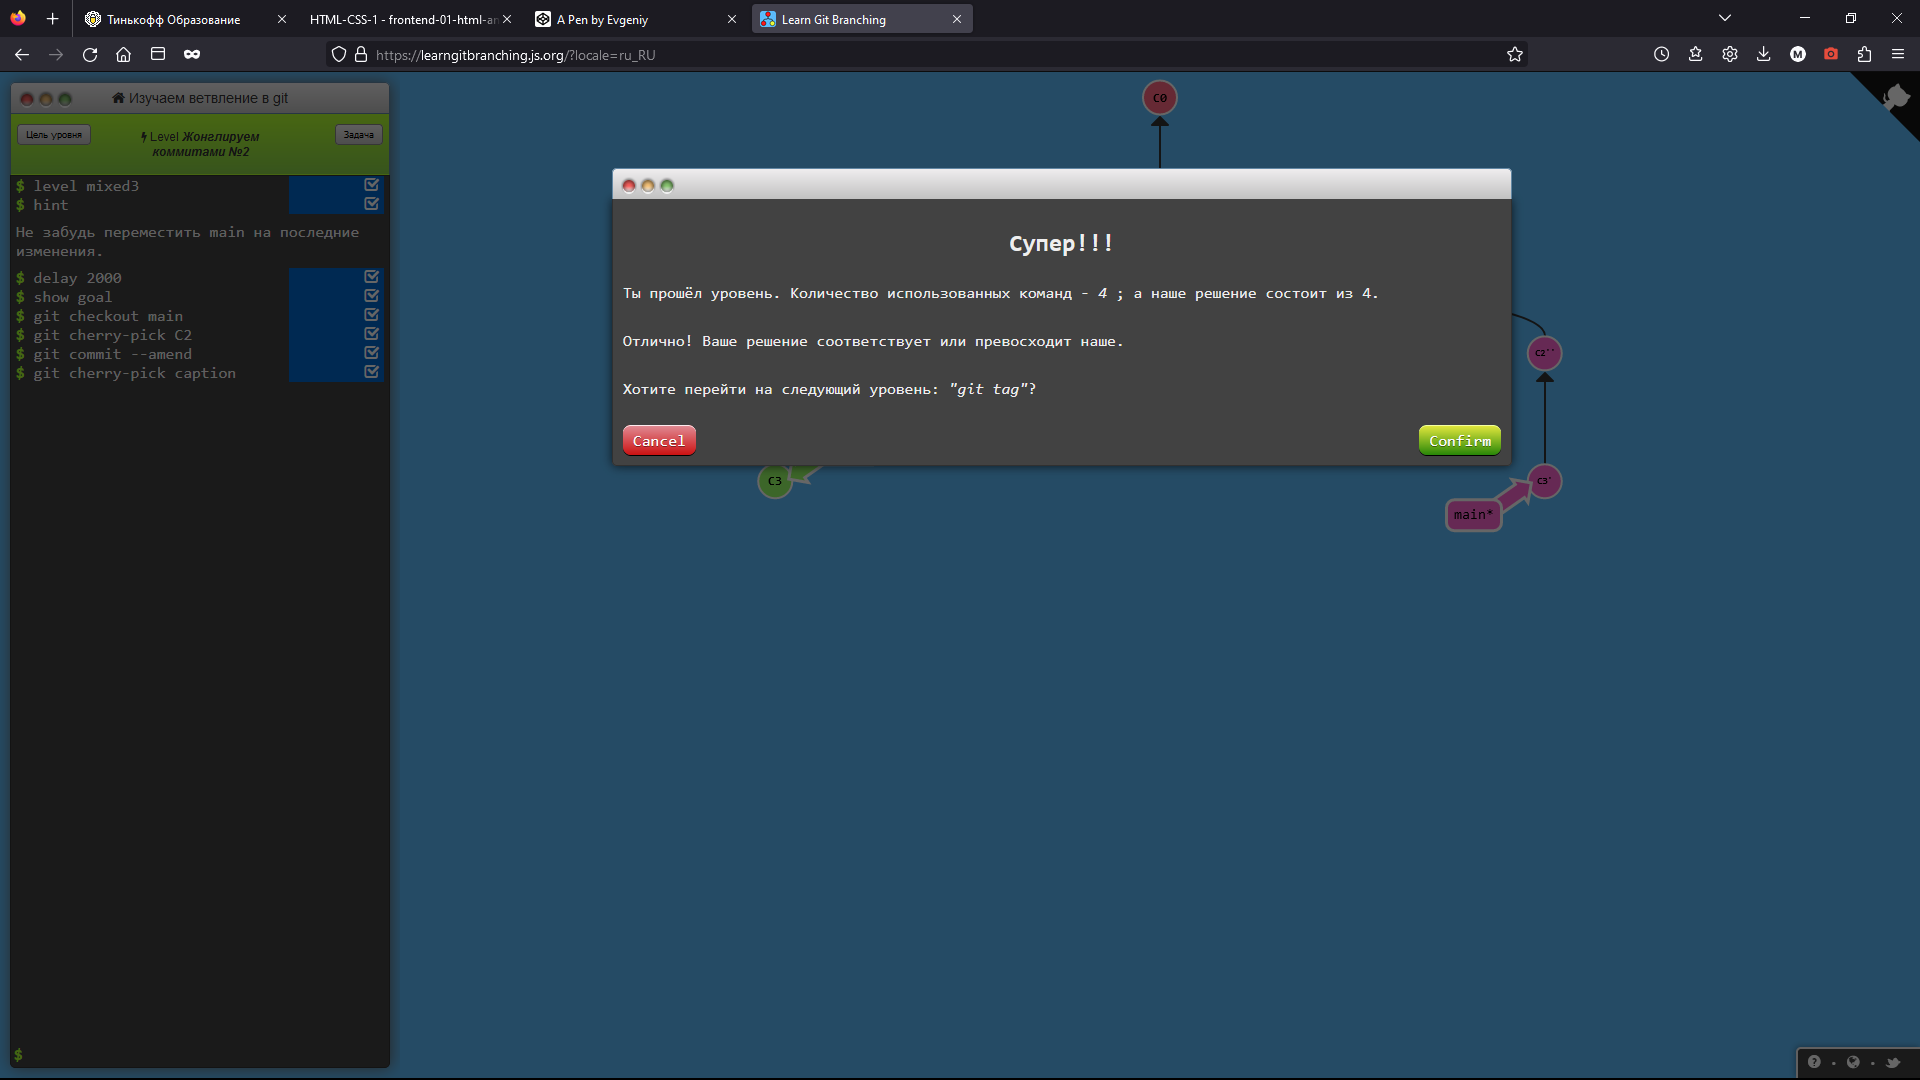 Тинькофф Образование
HTML-CSS-1 - frontend-01-html-an
A Pen by Evgeniy
Learn Git Branching
https://learngitbranching.js.org/?locale=ru_RU
M
Изучаем ветвление в git
Цель уровня
Level Жонглируем
коммитами №2
Задача
$ level mixed3
$ hint
Не забудь переместить main на последние
изменения.
$ delay 2000
$ show goal
$ git checkout main
$ git cherry-pick C2
$ git commit --amend
$ git cherry-pick caption
$
C0
Супер!!!
Ты прошёл уровень. Количество использованных команд - 4 ; а наше решение состоит из 4.
Отлично! Ваше решение соответствует или превосходит наше.
Хотите перейти на следующий уровень: "git tag"?
Cancel
Confirm
C2''
C3
C3'
main*